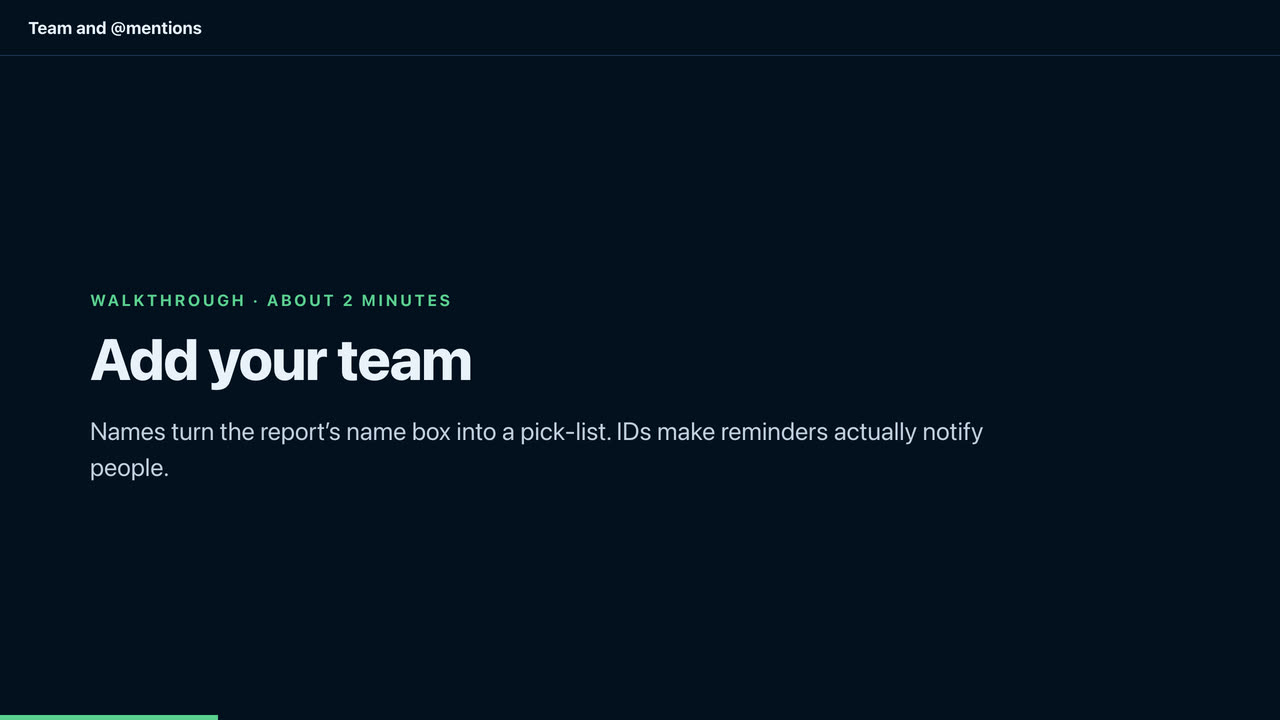 Team and @mentions
WALKTHROUGH · ABOUT 2 MINUTES
Add your team
Names turn the report’s name box into a pick-list. IDs make reminders actually notify
people.